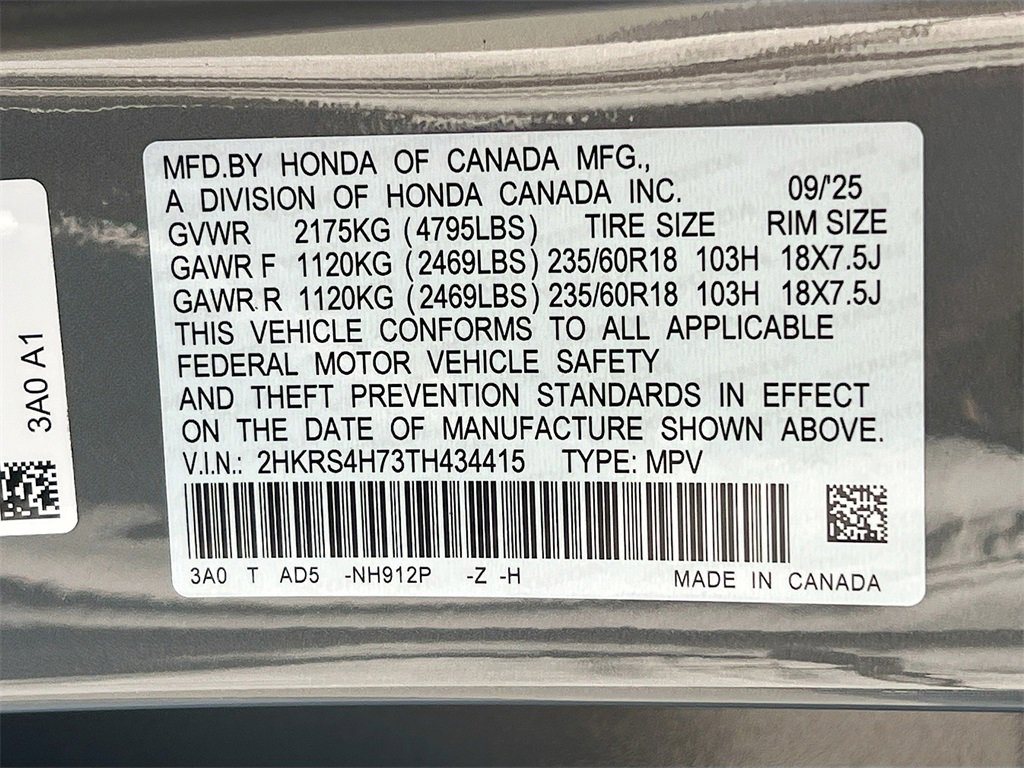 MFD.BY HONDA OF CANADA MFG.,
A DIVISION OF HONDA CANADA INC. 09/'25
GVWR 2175KG (4795LBS) TIRE SIZE RIM SIZE
GAWR F 1120KG (2469LBS) 235/60R18 103H 18X7.5J
GAWR R 1120KG (2469LBS) 235/60R18 103H 18X7.5J
THIS VEHICLE CONFORMS TO ALL APPLICABLE
FEDERAL MOTOR VEHICLE SAFETY
AND THEFT PREVENTION STANDARDS IN EFFECT
ON THE DATE OF MANUFACTURE SHOWN ABOVE.
V.I.N.: 2HKRS4H73TH434415 TYPE: MPV
3A0 T AD5 -NH912P -Z -H MADE IN CANADA
3A0 A1